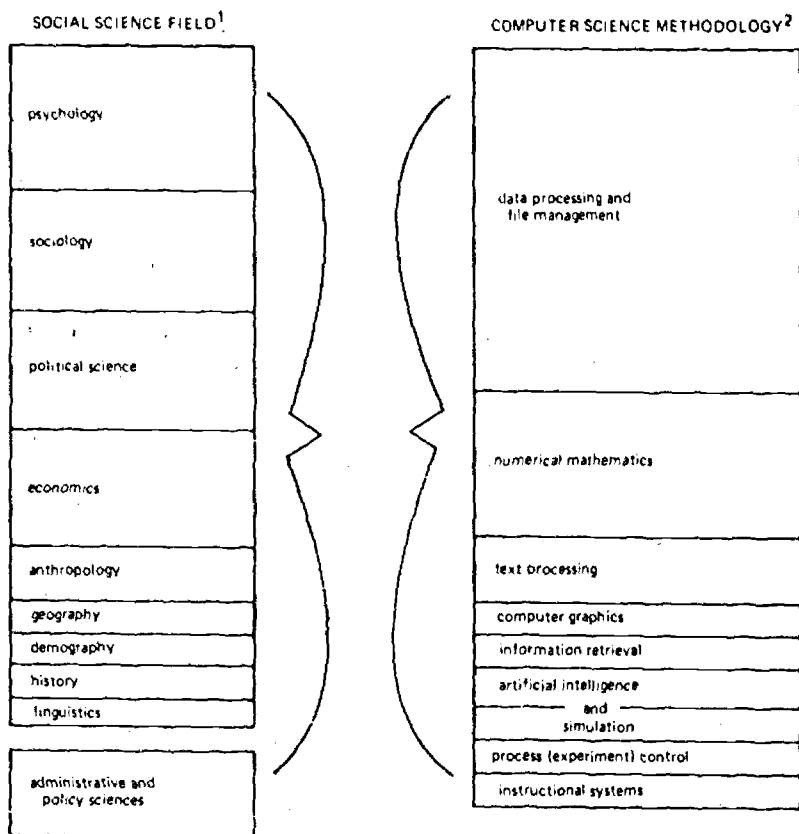 SOCIAL SCIENCE FIELD1
psychology
sociology
political science
economics
anthropology
geography
demography
history
linguistics
administrative and
policy sciences
COMPUTER SCIENCE METHODOLOGY2
data processing and
file management
numerical mathematics
text processing
computer graphics
information retrieval
artificial intelligence
and
simulation
process (experiment) control
instructional systems